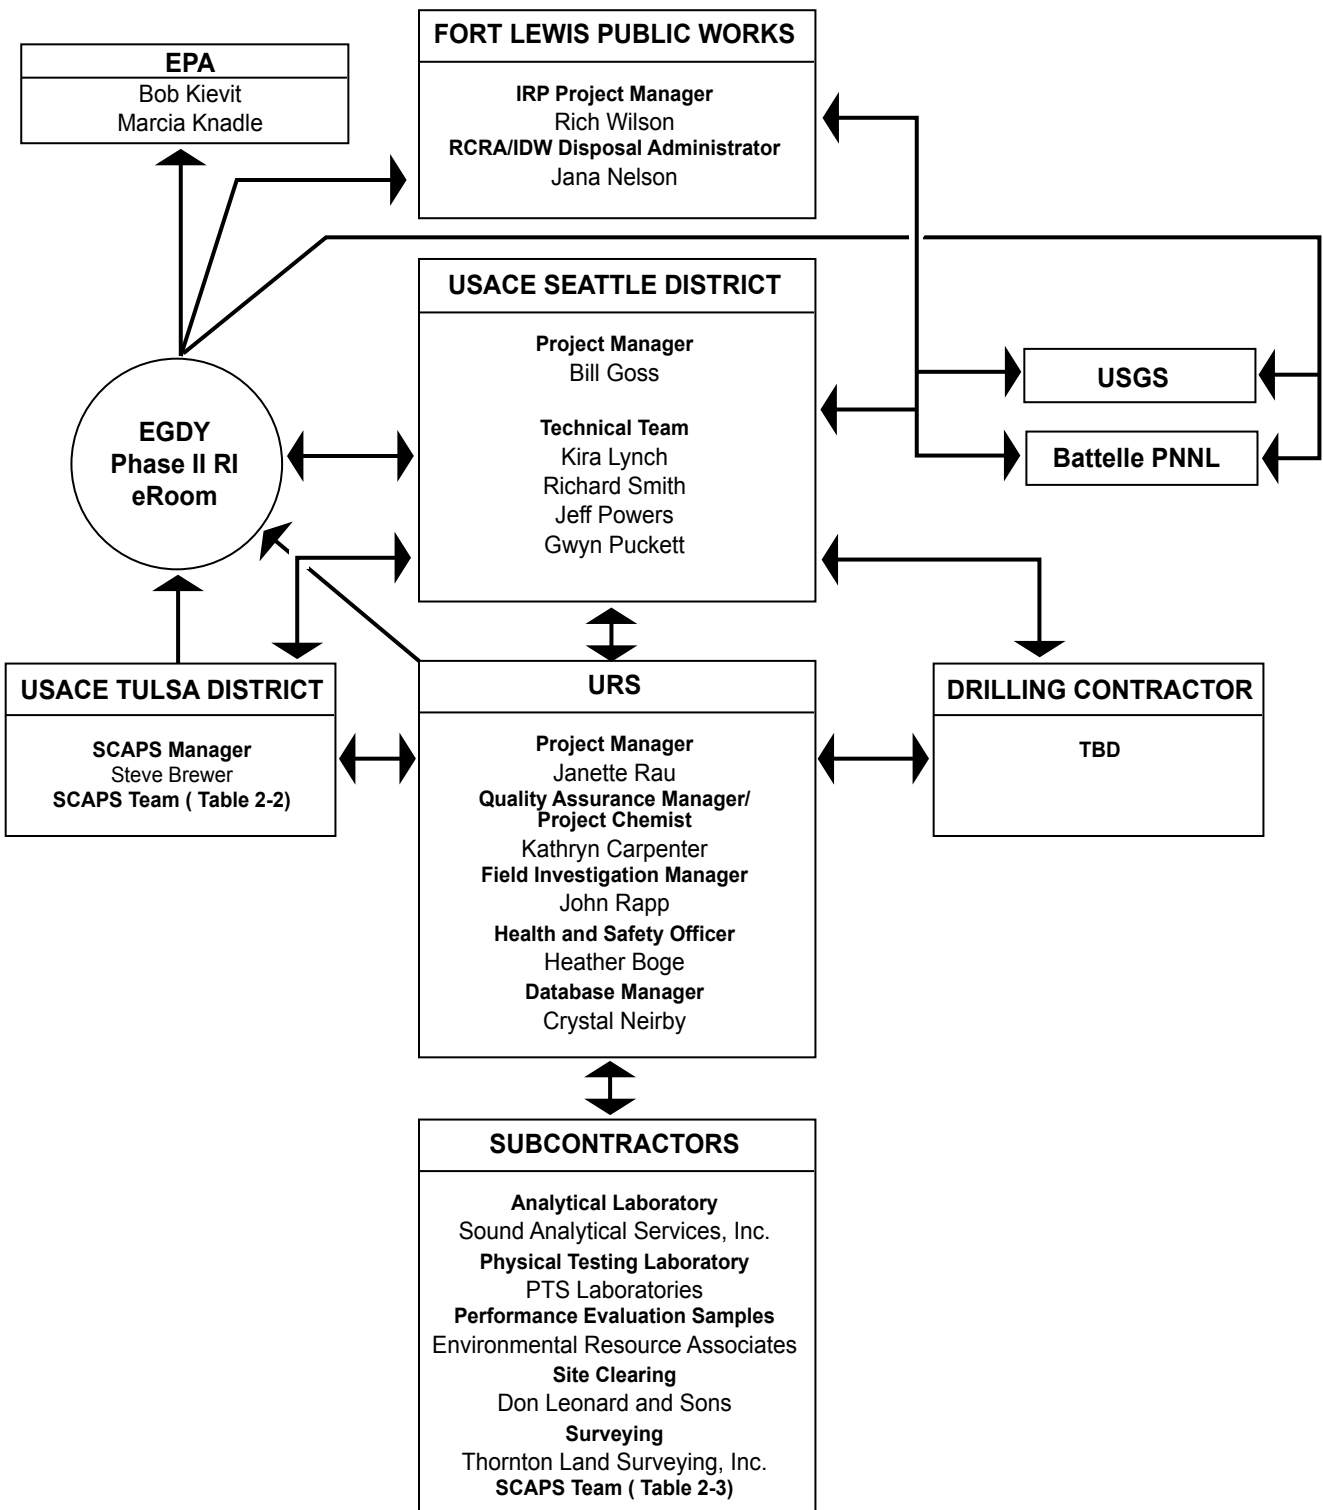 FORT LEWIS PUBLIC WORKS
IRP Project Manager
Rich Wilson
RCRA/IDW Disposal Administrator
Jana Nelson
EPA
Bob Kievit
Marcia Knadle
USACE SEATTLE DISTRICT
Project Manager
Bill Goss
Technical Team
Kira Lynch
Richard Smith
Jeff Powers
Gwyn Puckett
USGS
Battelle PNNL
EGDY
Phase II RI
eRoom
USACE TULSA DISTRICT
SCAPS Manager
Steve Brewer
SCAPS Team ( Table 2-2)
URS
Project Manager
Janette Rau
Quality Assurance Manager/
Project Chemist
Kathryn Carpenter
Field Investigation Manager
John Rapp
Health and Safety Officer
Heather Boge
Database Manager
Crystal Neirby
DRILLING CONTRACTOR
TBD
SUBCONTRACTORS
Analytical Laboratory
Sound Analytical Services, Inc.
Physical Testing Laboratory
PTS Laboratories
Performance Evaluation Samples
Environmental Resource Associates
Site Clearing
Don Leonard and Sons
Surveying
Thornton Land Surveying, Inc.
SCAPS Team ( Table 2-3)